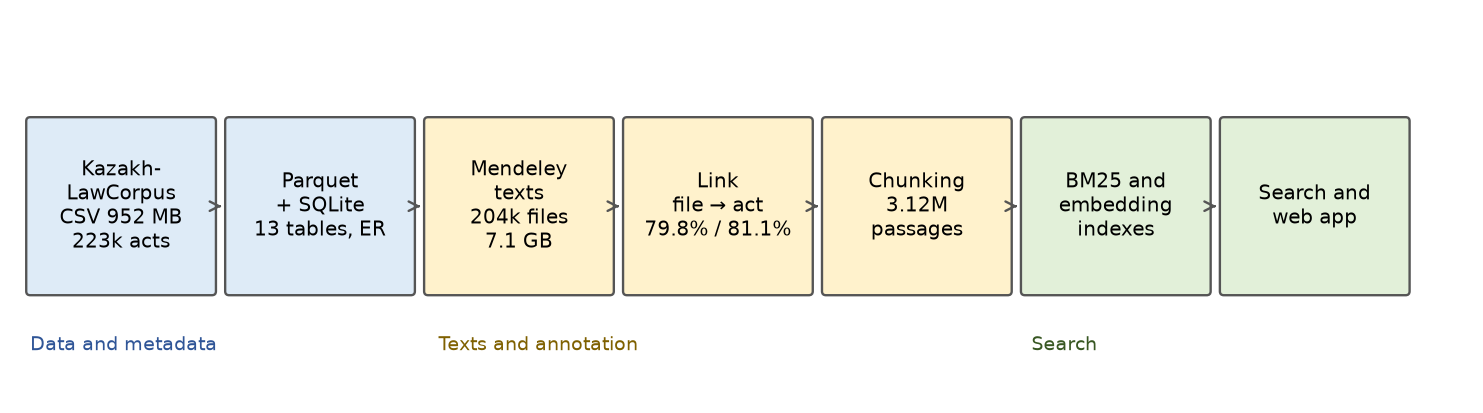 Kazakh-
LawCorpus
CSV 952 MB
223k acts
Parquet
+ SQLite
13 tables, ER
Mendeley
texts
204k files
7.1 GB
Link
file → act
79.8% / 81.1%
Chunking
3.12M
passages
BM25 and
embedding
indexes
Search and
web app
Data and metadata
Texts and annotation
Search